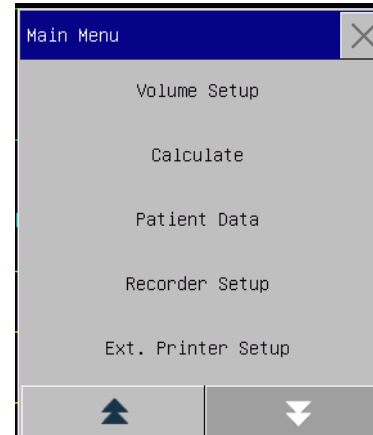 Main Menu
Volume Setup
Calculate
Patient Data
Recorder Setup
Ext. Printer Setup